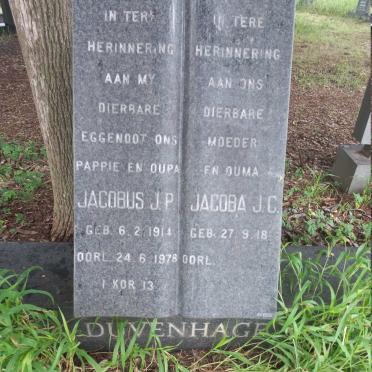 IN TERE
HERINNERING
AAN MY
DIERBARE
EGGENOOT ONS
PAPPIE EN OUPA
JACOBUS J.P.
GEB. 6.2.1914
OORL. 24.6.1978
1 KOR 13
IN TERE
HERINNERING
AAN ONS
DIERBARE
MOEDER
EN OUMA
JACOBA J.C.
GEB. 27.9.18
OORL.
DUVENHAGE